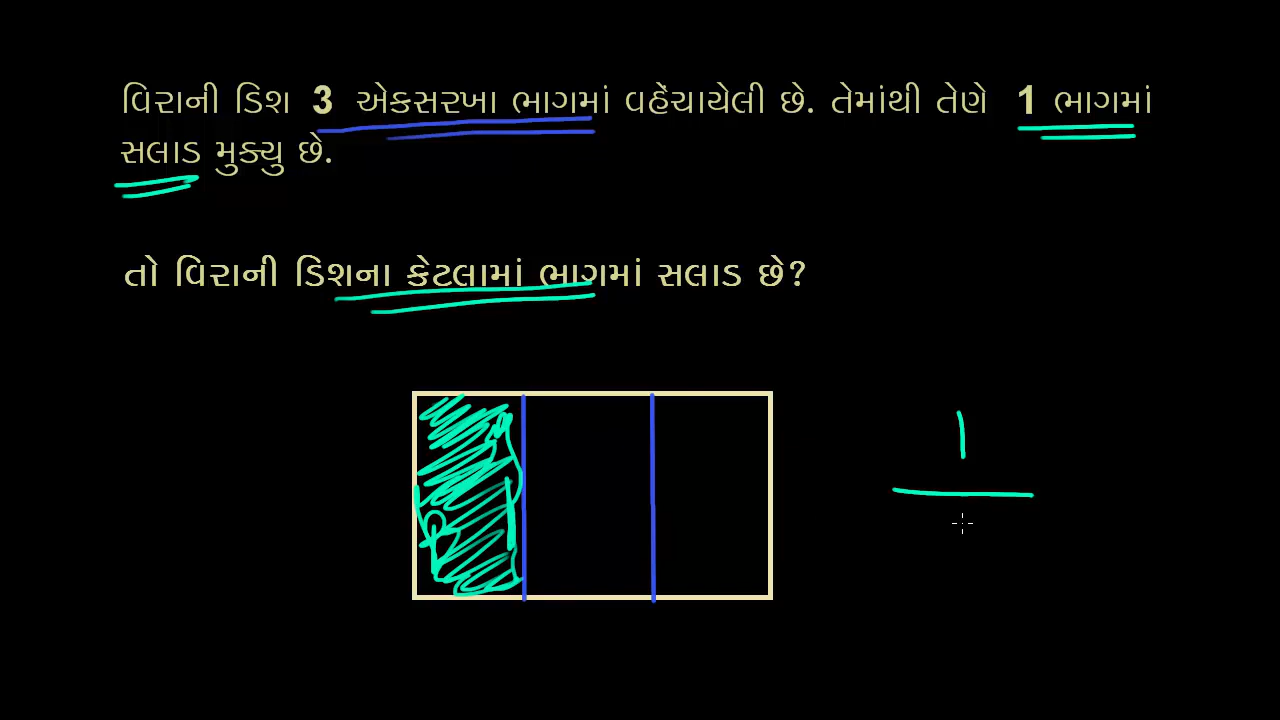 વિરાની ડિશ 3 એકસરખા ભાગમાં વહેંચાયેલી છે. તેમાંથી તેણે 1 ભાગમાં
સલાડ મુક્યુ છે.
તો વિરાની ડિશના કેટલામાં ભાગમાં સલાડ છે?
1